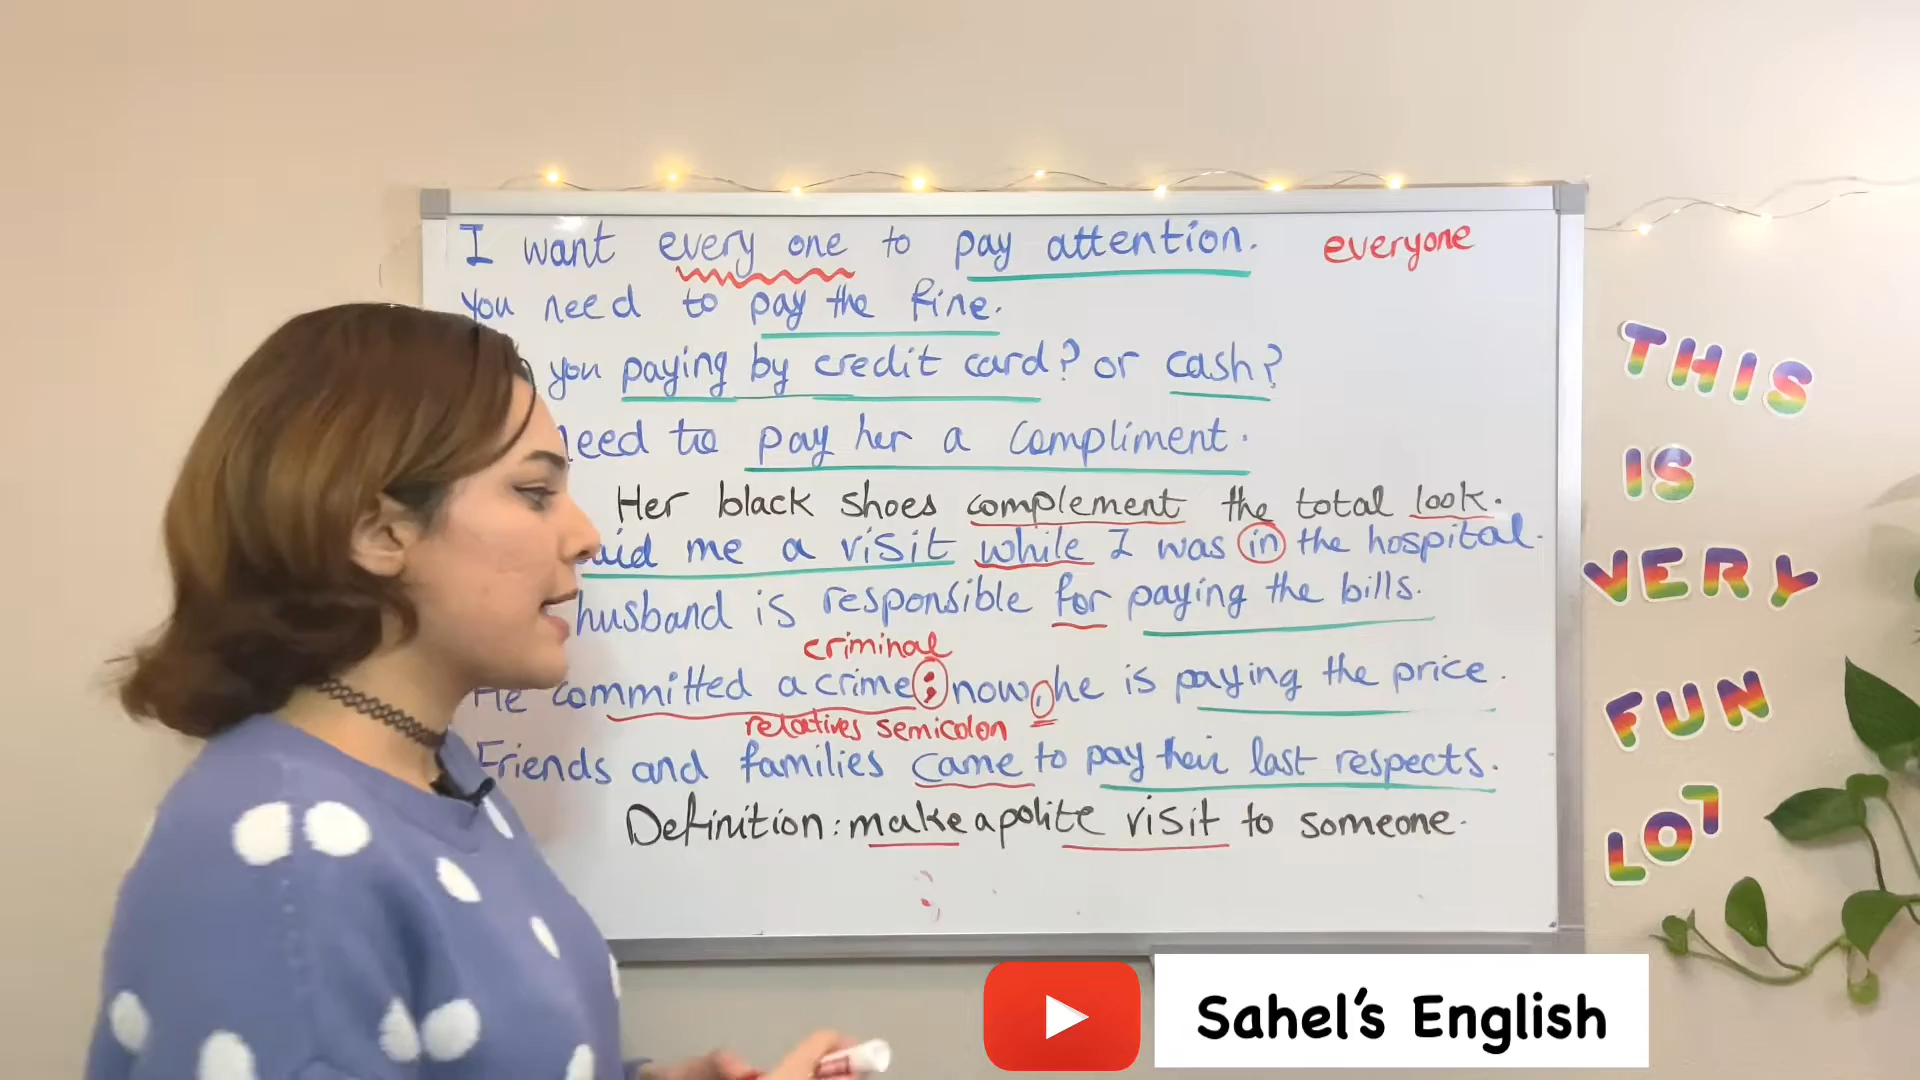 I want every one to pay attention. everyone
you need to pay the fine.
you paying by credit card? or cash?
need to pay her a compliment.
Her black shoes complement the total look.
me a visit while I was in the hospital.
husband is responsible for paying the bills.
criminal
He committed a crime; now, he is paying the price.
relatives semicolon
Friends and families came to pay their last respects.
Definition: make a polite visit to someone.
THIS
IS
VERY
FUN
LOL
Sahel's English